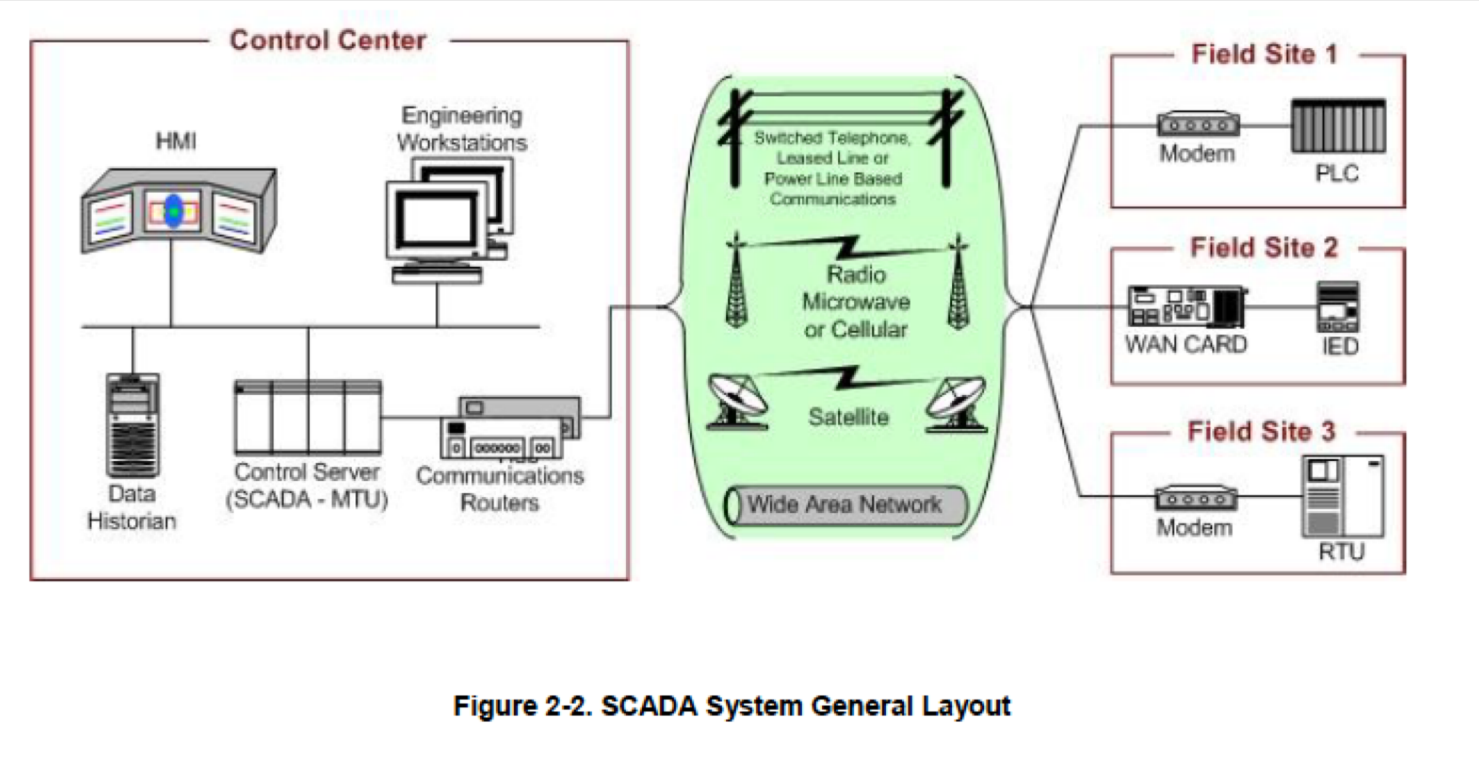 Control Center
HMI
Engineering
Workstations
Data
Historian
Control Server
(SCADA - MTU)
Communications
Routers
Switched Telephone,
Leased Line or
Power Line Based
Communications
Radio
Microwave
or Cellular
Satellite
Wide Area Network
Field Site 1
Modem
PLC
Field Site 2
WAN CARD
IED
Field Site 3
Modem
RTU
Figure 2-2. SCADA System General Layout